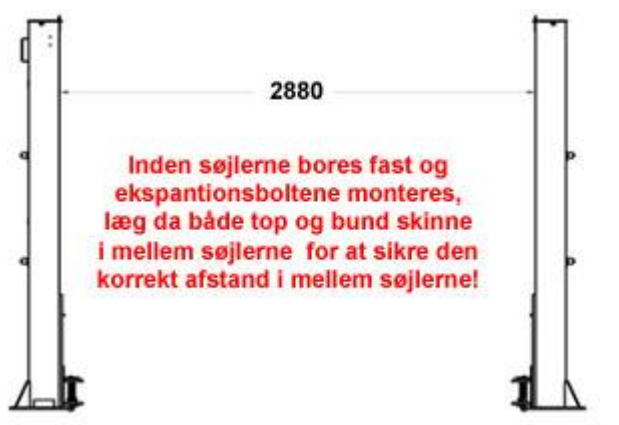 2880
Inden søjlerne bores fast og
ekspantionsboltene monteres,
læg da både top og bund skinne
i mellem søjlerne for at sikre den
korrekt afstand i mellem søjlerne!